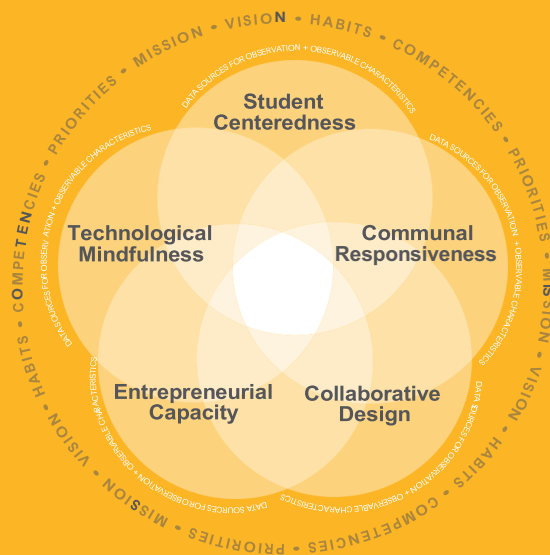 MISSION • VISION • HABITS • COMPETENCIES • PRIORITIES • MISSION • VISION • HABITS • COMPETENCIES • PRIORITIES • MISSION • VISION • HABITS • COMPETENCIES • PRIORITIES •
DATA SOURCES FOR OBSERVATION + OBSERVABLE CHARACTERISTICS
Student
Centeredness
DATA SOURCES FOR OBSERVATION + OBSERVABLE CHARACTERISTICS
Technological
Mindfulness
DATA SOURCES FOR OBSERVATION + OBSERVABLE CHARACTERISTICS
Communal
Responsiveness
DATA SOURCES FOR OBSERVATION + OBSERVABLE CHARACTERISTICS
Entrepreneurial
Capacity
DATA SOURCES FOR OBSERVATION + OBSERVABLE CHARACTERISTICS
Collaborative
Design